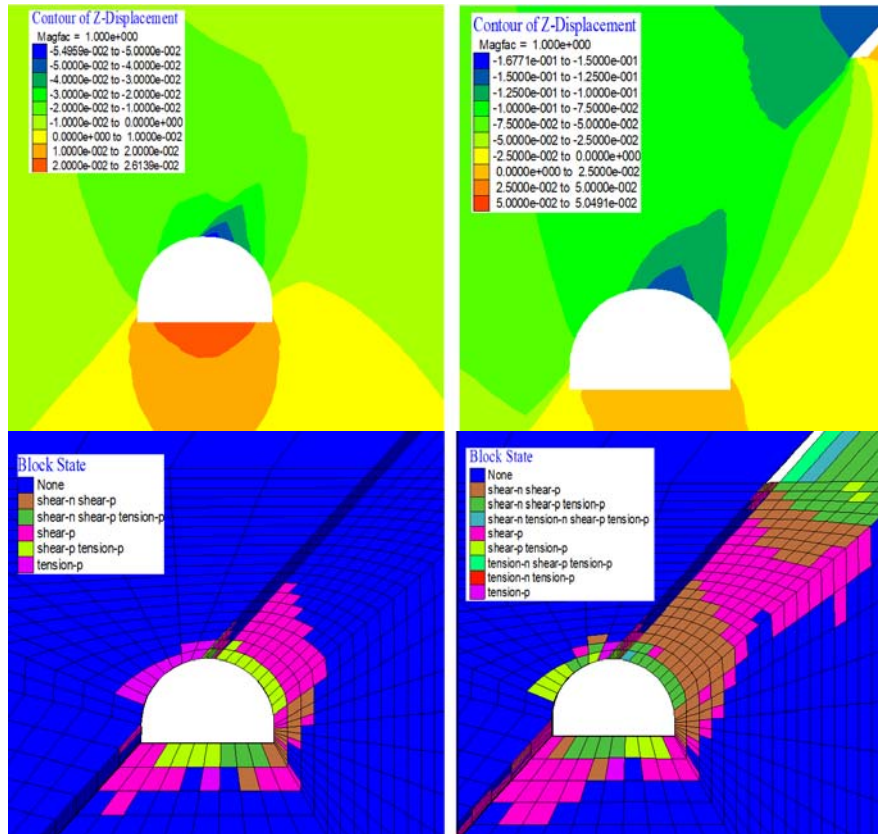 Contour of Z-Displacement
Magfac = 1.000e+000
-5.4959e-002 to -5.0000e-002
-5.0000e-002 to -4.0000e-002
-4.0000e-002 to -3.0000e-002
-3.0000e-002 to -2.0000e-002
-2.0000e-002 to -1.0000e-002
-1.0000e-002 to 0.0000e+000
0.0000e+000 to 1.0000e-002
1.0000e-002 to 2.0000e-002
2.0000e-002 to 2.6139e-002
Contour of Z-Displacement
Magfac = 1.000e+000
-1.6771e-001 to -1.5000e-001
-1.5000e-001 to -1.2500e-001
-1.2500e-001 to -1.0000e-001
-1.0000e-001 to -7.5000e-002
-7.5000e-002 to -5.0000e-002
-5.0000e-002 to -2.5000e-002
-2.5000e-002 to 0.0000e+000
0.0000e+000 to 2.5000e-002
2.5000e-002 to 5.0000e-002
5.0000e-002 to 5.0491e-002
Block State
None
shear-n shear-p
shear-n shear-p tension-p
shear-p
shear-p tension-p
tension-p
Block State
None
shear-n shear-p
shear-n shear-p tension-p
shear-n tension-n shear-p tension-p
shear-p
shear-p tension-p
tension-n shear-p tension-p
tension-n tension-p
tension-p